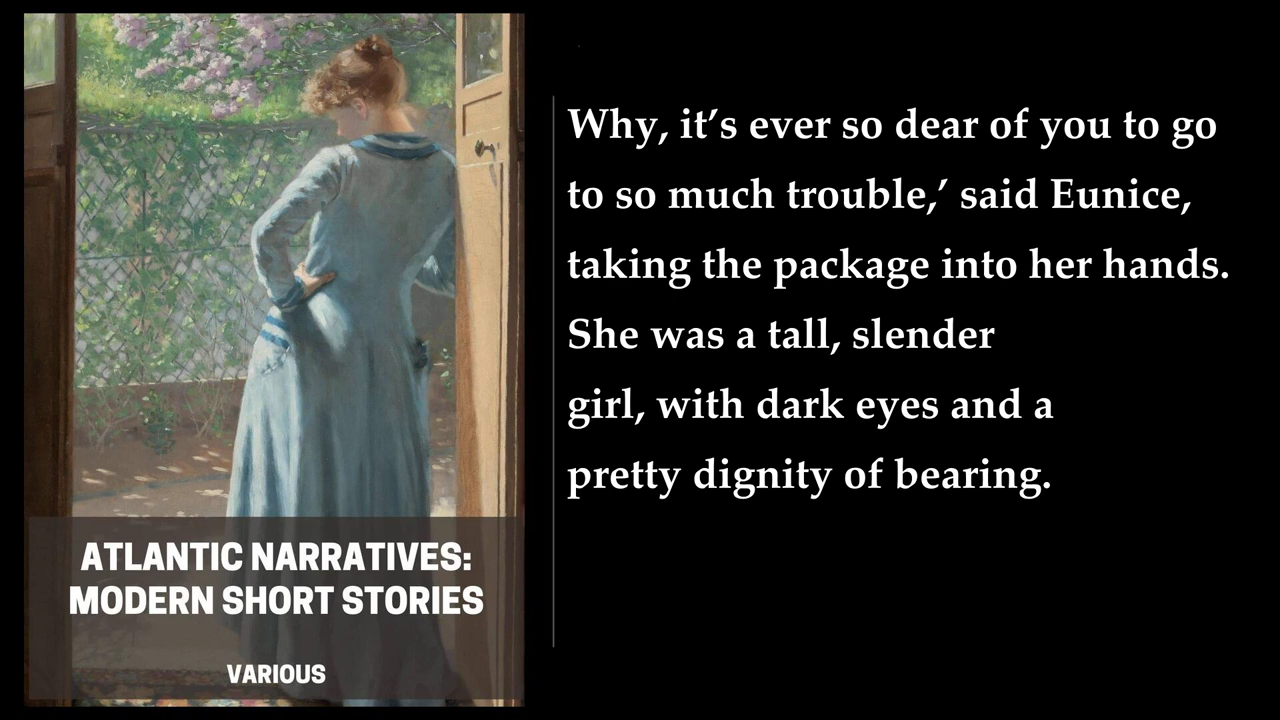 Why, it’s ever so dear of you to go
to so much trouble,’ said Eunice,
taking the package into her hands.
She was a tall, slender
girl, with dark eyes and a
pretty dignity of bearing.
ATLANTIC NARRATIVES:
MODERN SHORT STORIES
VARIOUS